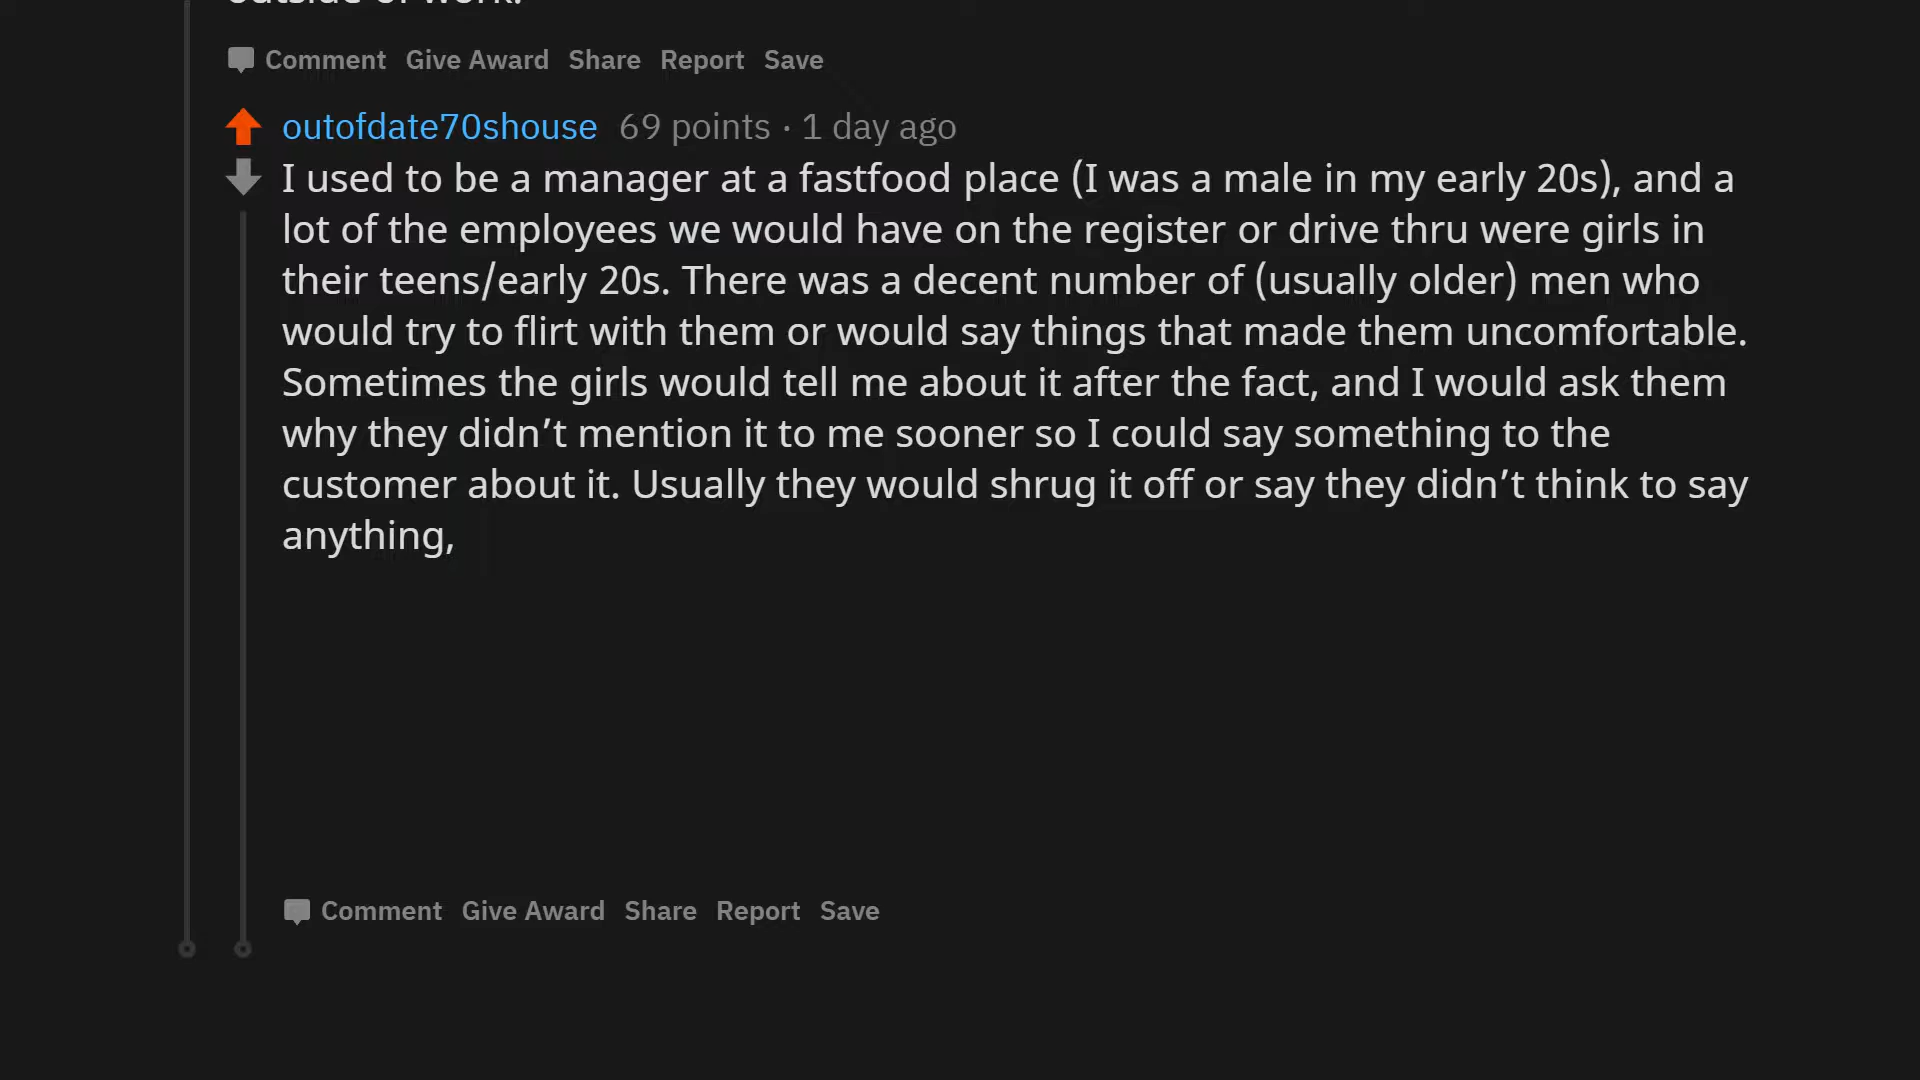 outside of work.
Comment Give Award Share Report Save
outofdate70shouse 69 points · 1 day ago
I used to be a manager at a fastfood place (I was a male in my early 20s), and a
lot of the employees we would have on the register or drive thru were girls in
their teens/early 20s. There was a decent number of (usually older) men who
would try to flirt with them or would say things that made them uncomfortable.
Sometimes the girls would tell me about it after the fact, and I would ask them
why they didn’t mention it to me sooner so I could say something to the
customer about it. Usually they would shrug it off or say they didn’t think to say
anything,
Comment Give Award Share Report Save